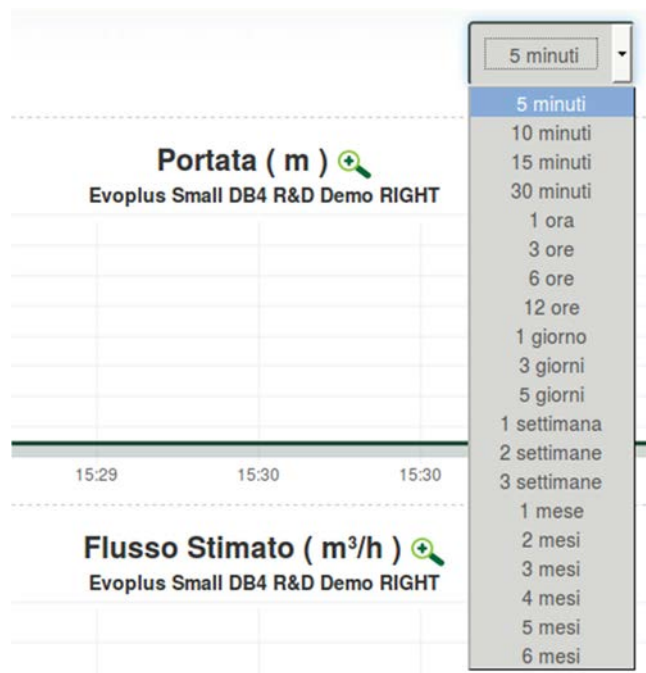 5 minuti
5 minuti
10 minuti
15 minuti
30 minuti
1 ora
3 ore
6 ore
12 ore
1 giorno
3 giorni
5 giorni
1 settimana
2 settimane
3 settimane
1 mese
2 mesi
3 mesi
4 mesi
5 mesi
6 mesi
Portata ( m )
Evoplus Small DB4 R&D Demo RIGHT
15:29 15:30 15:30
Flusso Stimato ( m³/h )
Evoplus Small DB4 R&D Demo RIGHT